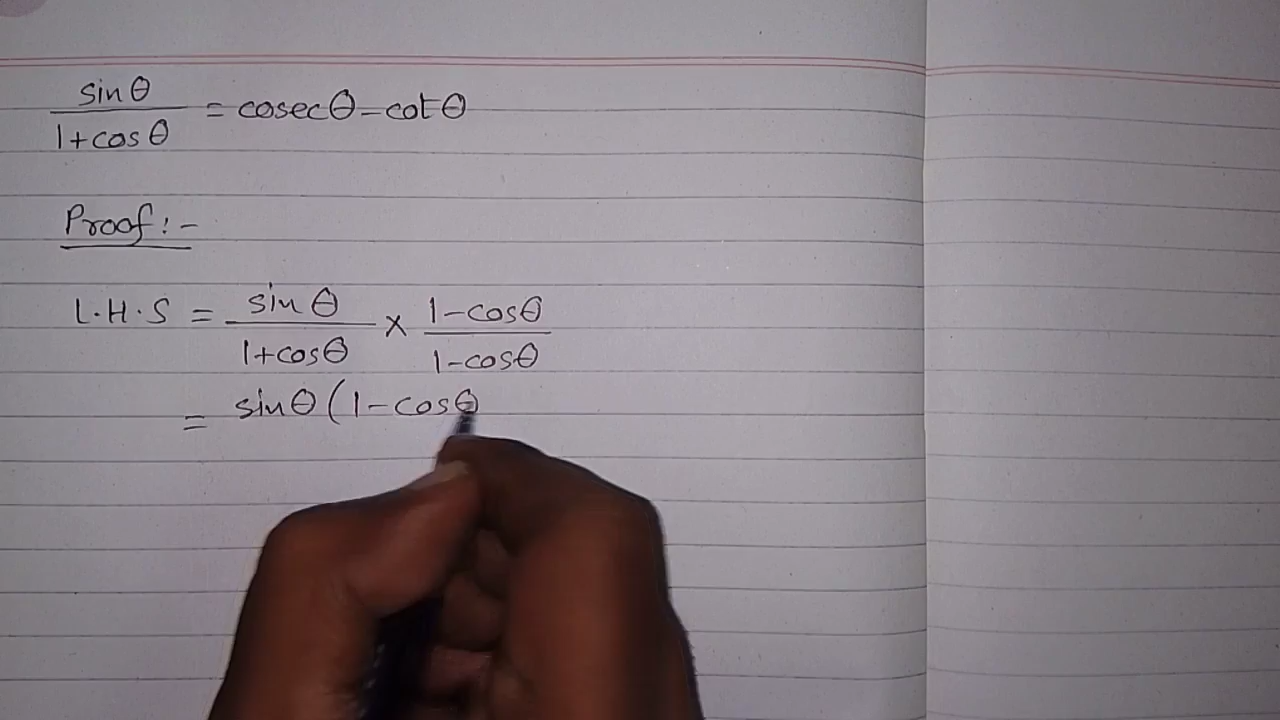 sinθ / 1+cosθ = cosecθ - cotθ
Proof :-
L.H.S = sinθ / 1+cosθ × 1-cosθ / 1-cosθ
= sinθ (1-cosθ